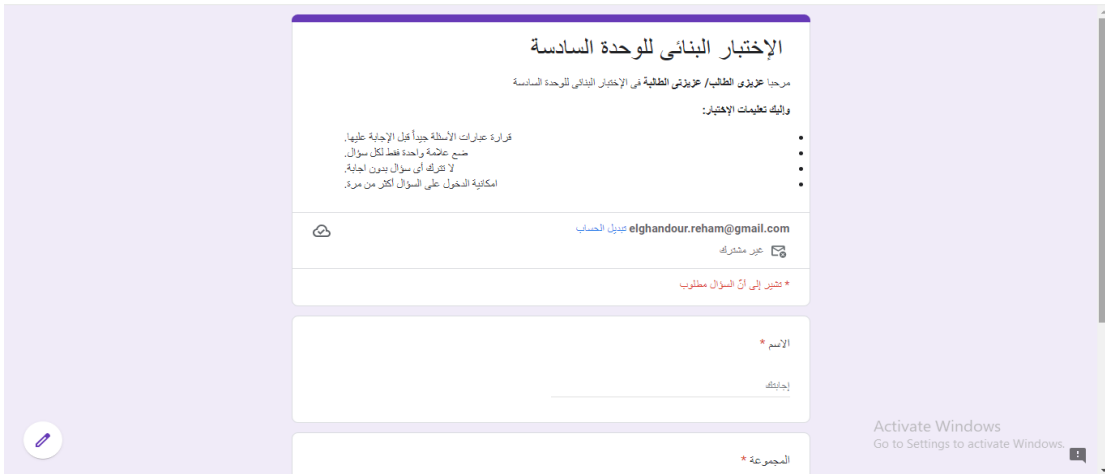 الإختبار البنائى للوحدة السادسة
مرحبا عزيزى الطالب/ عزيزتى الطالبة فى الإختبار البنائى للوحدة السادسة
وإليك تعليمات الإختبار:
قرارة عبارات الأسئلة جيداً قبل الإجابة عليها.
ضع علامة واحدة فقط لكل سؤال.
لا تترك أى سؤال بدون اجابة.
امكانية الدخول على السؤال أكثر من مرة.
elghandour.reham@gmail.com تبديل الحساب
غير مشترك
* تشير إلى أنّ السؤال مطلوب
الاسم *
إجابتك
المجموعة *
Activate Windows
Go to Settings to activate Windows.